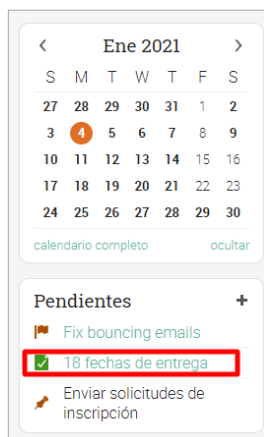 < Ene 2021 >
S M T W T F S
27 28 29 30 31 1 2
3 4 5 6 7 8 9
10 11 12 13 14 15 16
17 18 19 20 21 22 23
24 25 26 27 28 29 30
calendario completo ocultar
Pendientes +
Fix bouncing emails
18 fechas de entrega
Enviar solicitudes de
inscripción